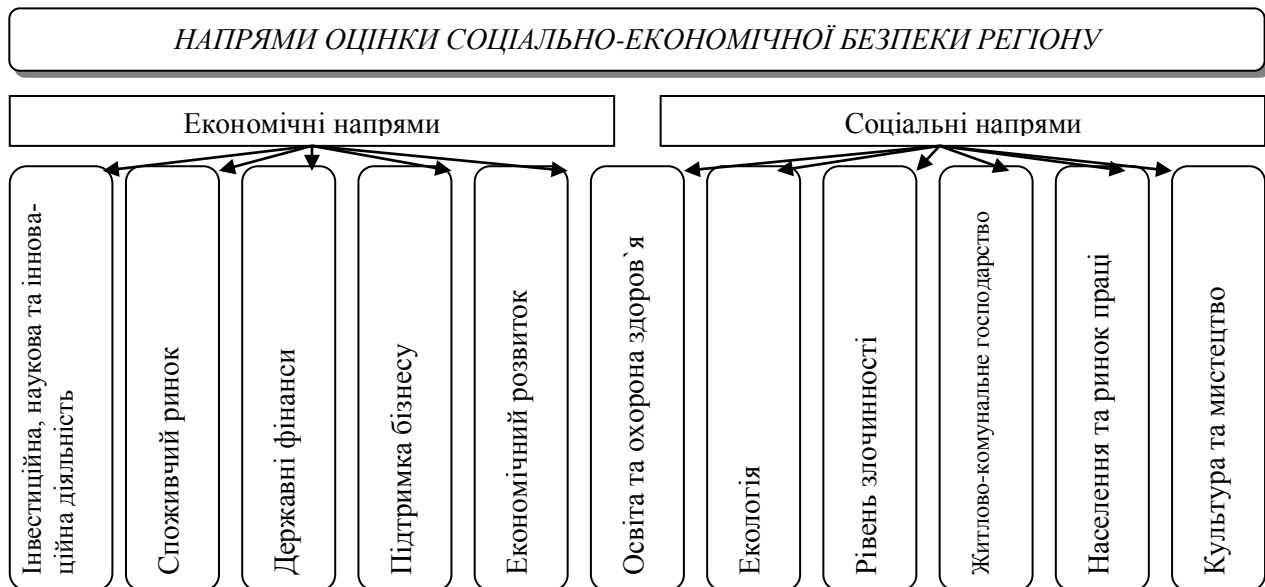 НАПРЯМИ ОЦІНКИ СОЦІАЛЬНО-ЕКОНОМІЧНОЇ БЕЗПЕКИ РЕГІОНУ
Економічні напрями
Соціальні напрями
Інвестиційна, наукова та іннова-
ційна діяльність
Споживчий ринок
Державні фінанси
Підтримка бізнесу
Економічний розвиток
Освіта та охорона здоров`я
Екологія
Рівень злочинності
Житлово-комунальне господарство
Населення та ринок праці
Культура та мистецтво